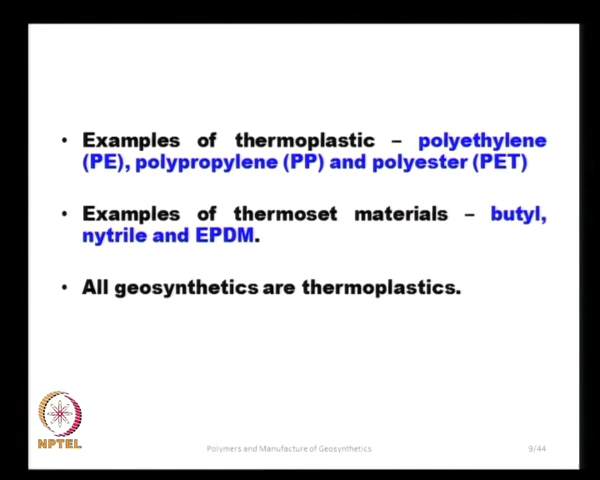 • Examples of thermoplastic – polyethylene
(PE), polypropylene (PP) and polyester (PET)
• Examples of thermoset materials – butyl,
nytrile and EPDM.
• All geosynthetics are thermoplastics.
NPTEL
Polymers and Manufacture of Geosynthetics
9/44